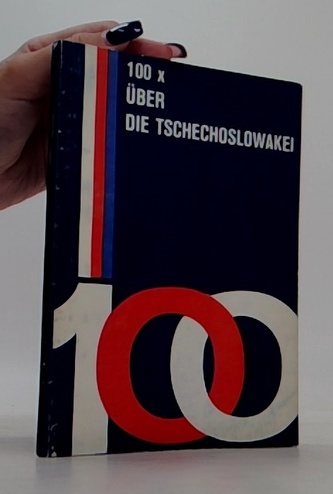 100 x
ÜBER
DIE TSCHECHOSLOWAKEI
100